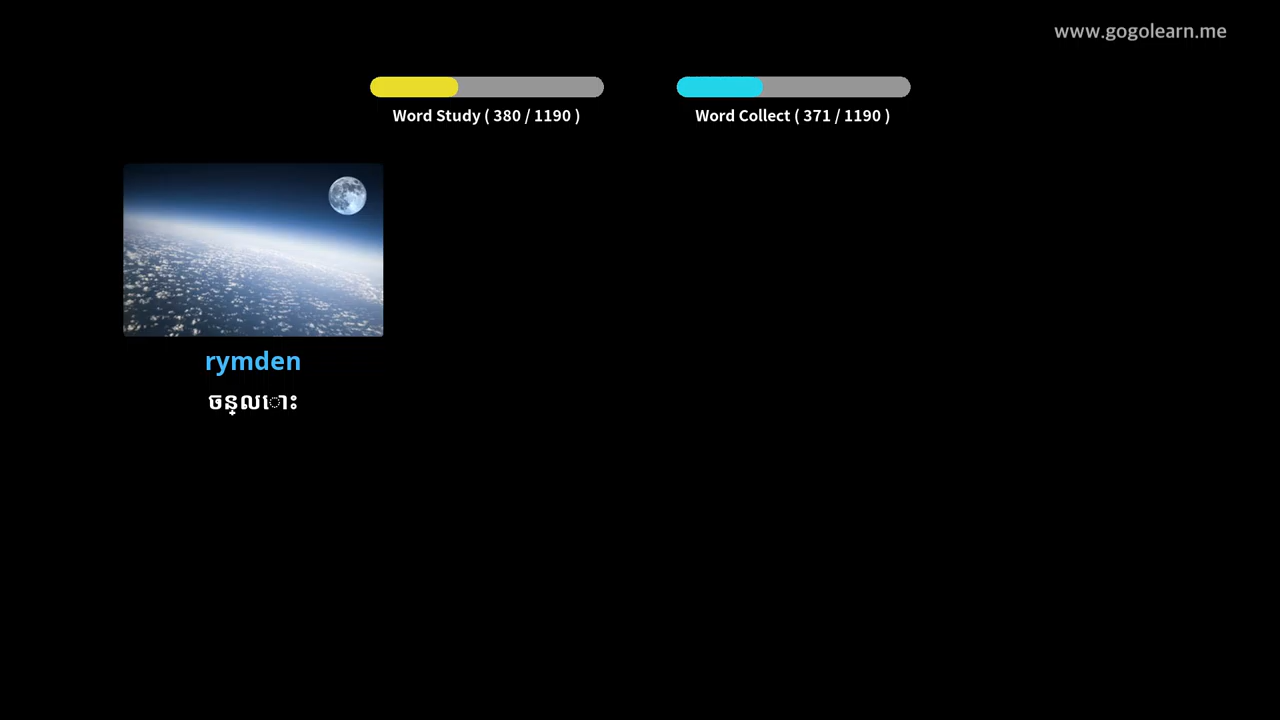 www.gogolearn.me
Word Study ( 380 / 1190 )
Word Collect ( 371 / 1190 )
rymden
ចន្លោះ